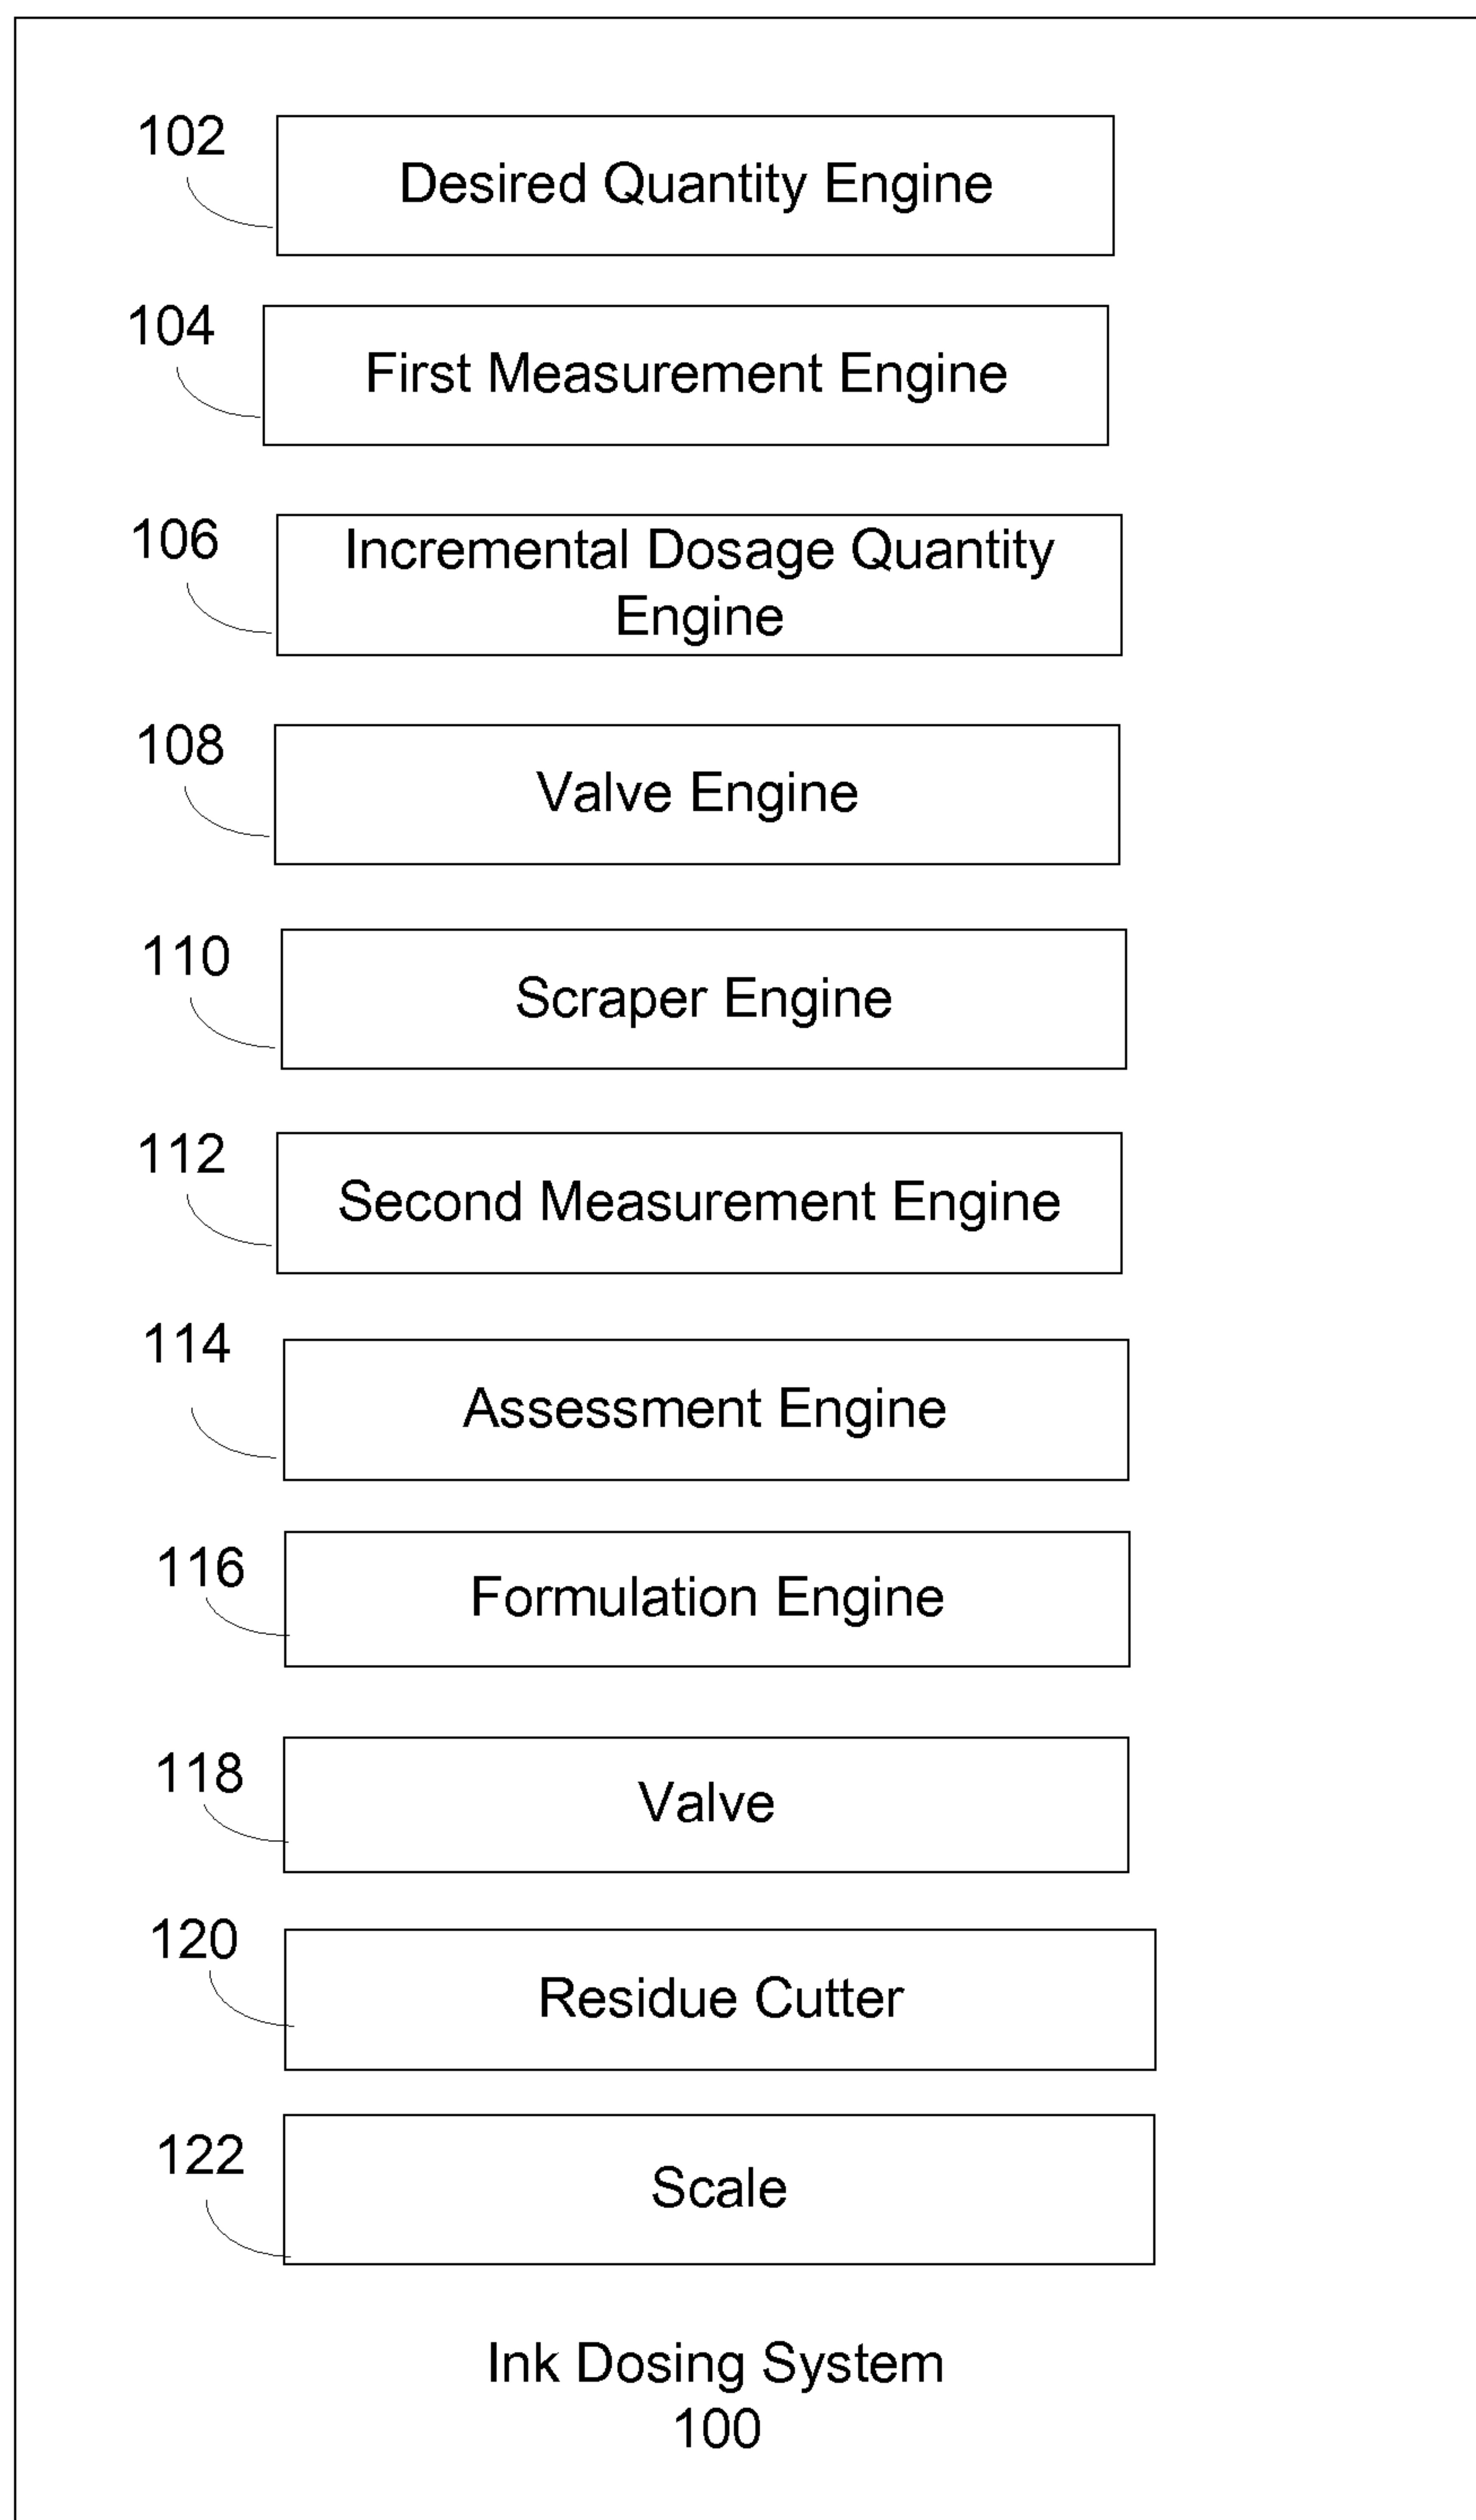 102
Desired Quantity Engine
104
First Measurement Engine
106
Incremental Dosage Quantity
Engine
108
Valve Engine
110
Scraper Engine
112
Second Measurement Engine
114
Assessment Engine
116
Formulation Engine
118
Valve
120
Residue Cutter
122
Scale
Ink Dosing System
100